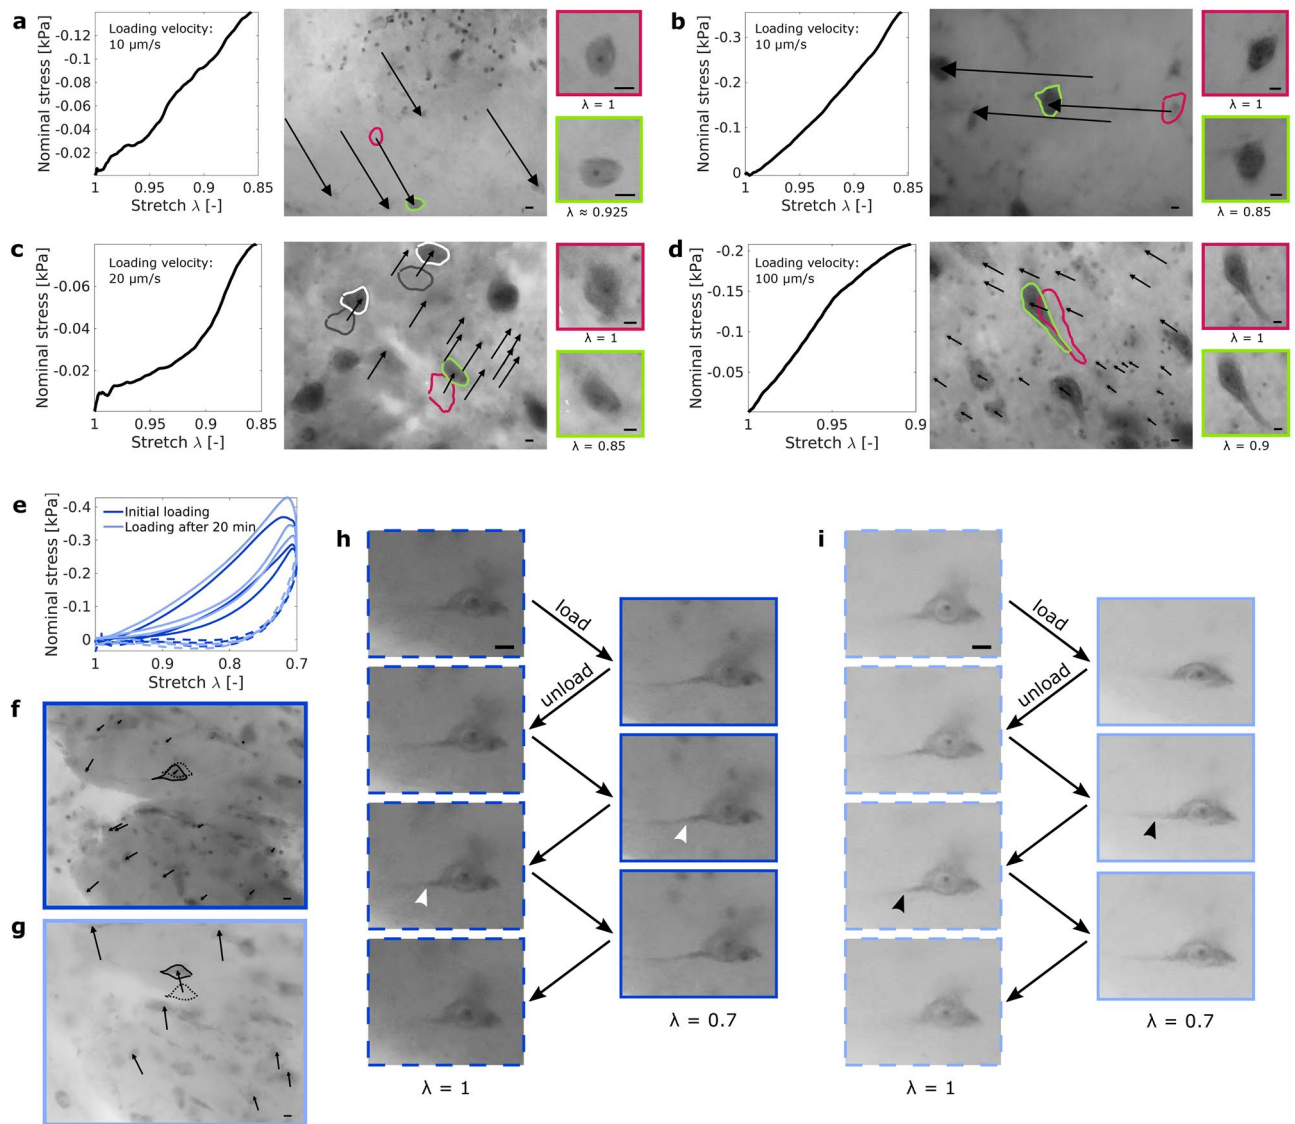 a
Nominal stress [kPa]
-0.12
-0.1
-0.08
-0.06
-0.04
-0.02
Loading velocity:
10 µm/s
1 0.95 0.9 0.85
Stretch λ [-]
λ = 1
λ ≈ 0.925
b
Nominal stress [kPa]
-0.3
-0.2
-0.1
0
Loading velocity:
10 µm/s
1 0.95 0.9 0.85
Stretch λ [-]
λ = 1
λ = 0.85
c
Nominal stress [kPa]
-0.06
-0.04
-0.02
Loading velocity:
20 µm/s
1 0.95 0.9 0.85
Stretch λ [-]
λ = 1
λ = 0.85
d
Nominal stress [kPa]
-0.2
-0.15
-0.1
-0.05
Loading velocity:
100 µm/s
1 0.95 0.9
Stretch λ [-]
λ = 1
λ = 0.9
e
Nominal stress [kPa]
-0.4
-0.3
-0.2
-0.1
0
Initial loading
Loading after 20 min
1 0.9 0.8 0.7
Stretch λ [-]
f
g
h
load
unload
λ = 0.7
λ = 1
i
load
unload
λ = 0.7
λ = 1